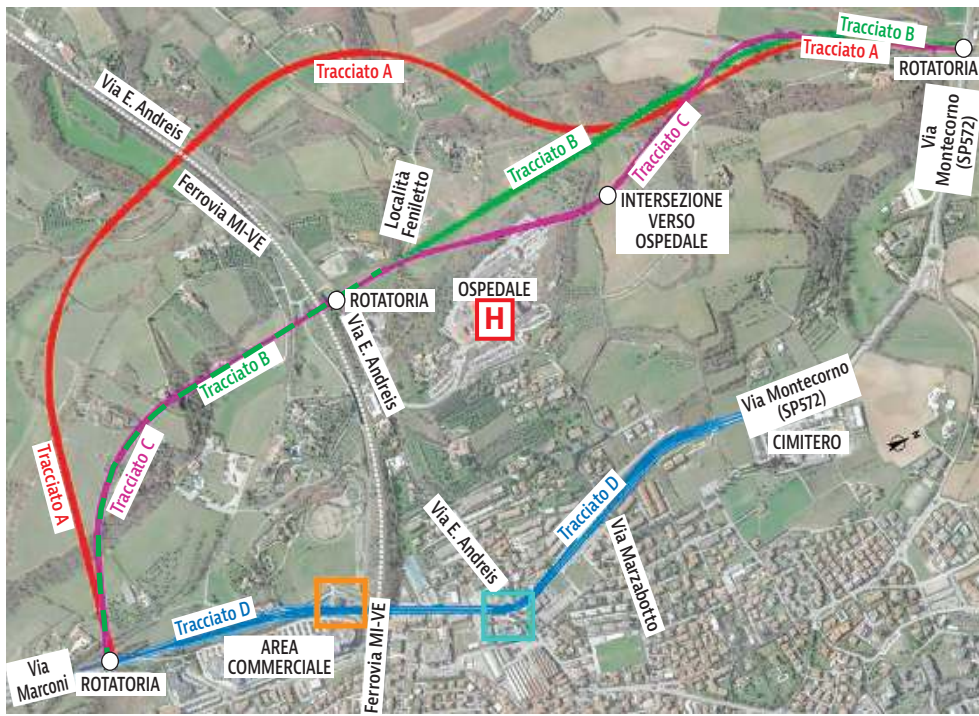 Tracciato B
Tracciato A
ROTATORIA
Tracciato A
Via E. Andreis
Tracciato C
Tracciato B
Via
Montecorno
(SP572)
Località
Feniletto
Ferrovia MI-VE
INTERSEZIONE
VERSO
OSPEDALE
OSPEDALE
H
ROTATORIA
Via E. Andreis
Tracciato B
Via Montecorno
(SP572)
CIMITERO
N
Tracciato C
Tracciato A
Tracciato D
Via E. Andreis
Via Marzabotto
Tracciato D
AREA
COMMERCIALE
Ferrovia MI-VE
Via
Marconi
ROTATORIA